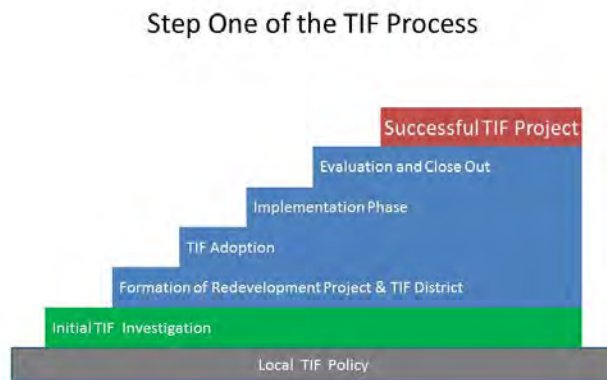 Step One of the TIF Process
Successful TIF Project
Evaluation and Close Out
Implementation Phase
TIF Adoption
Formation of Redevelopment Project & TIF District
Initial TIF Investigation
Local TIF Policy